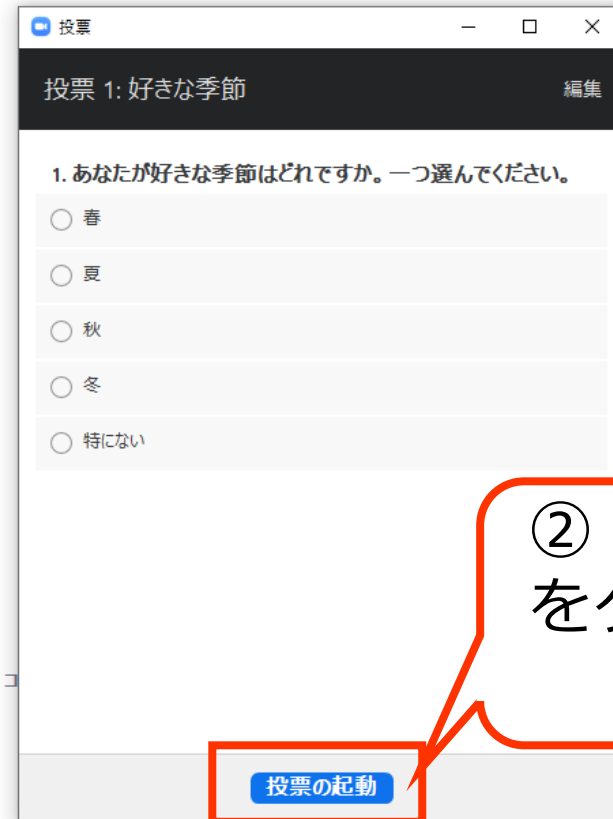 投票
投票 1: 好きな季節
編集
1. あなたが好きな季節はどれですか。一つ選んでください。
春
夏
秋
冬
特にない
②
を
コ
投票の起動